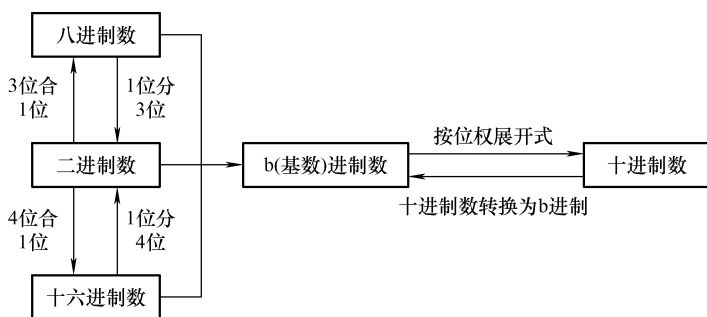 八进制数
3位合
1位
1位分
3位
按位权展开式
二进制数
b(基数)进制数
十进制数
十进制数转换为b进制
4位合
1位
1位分
4位
十六进制数